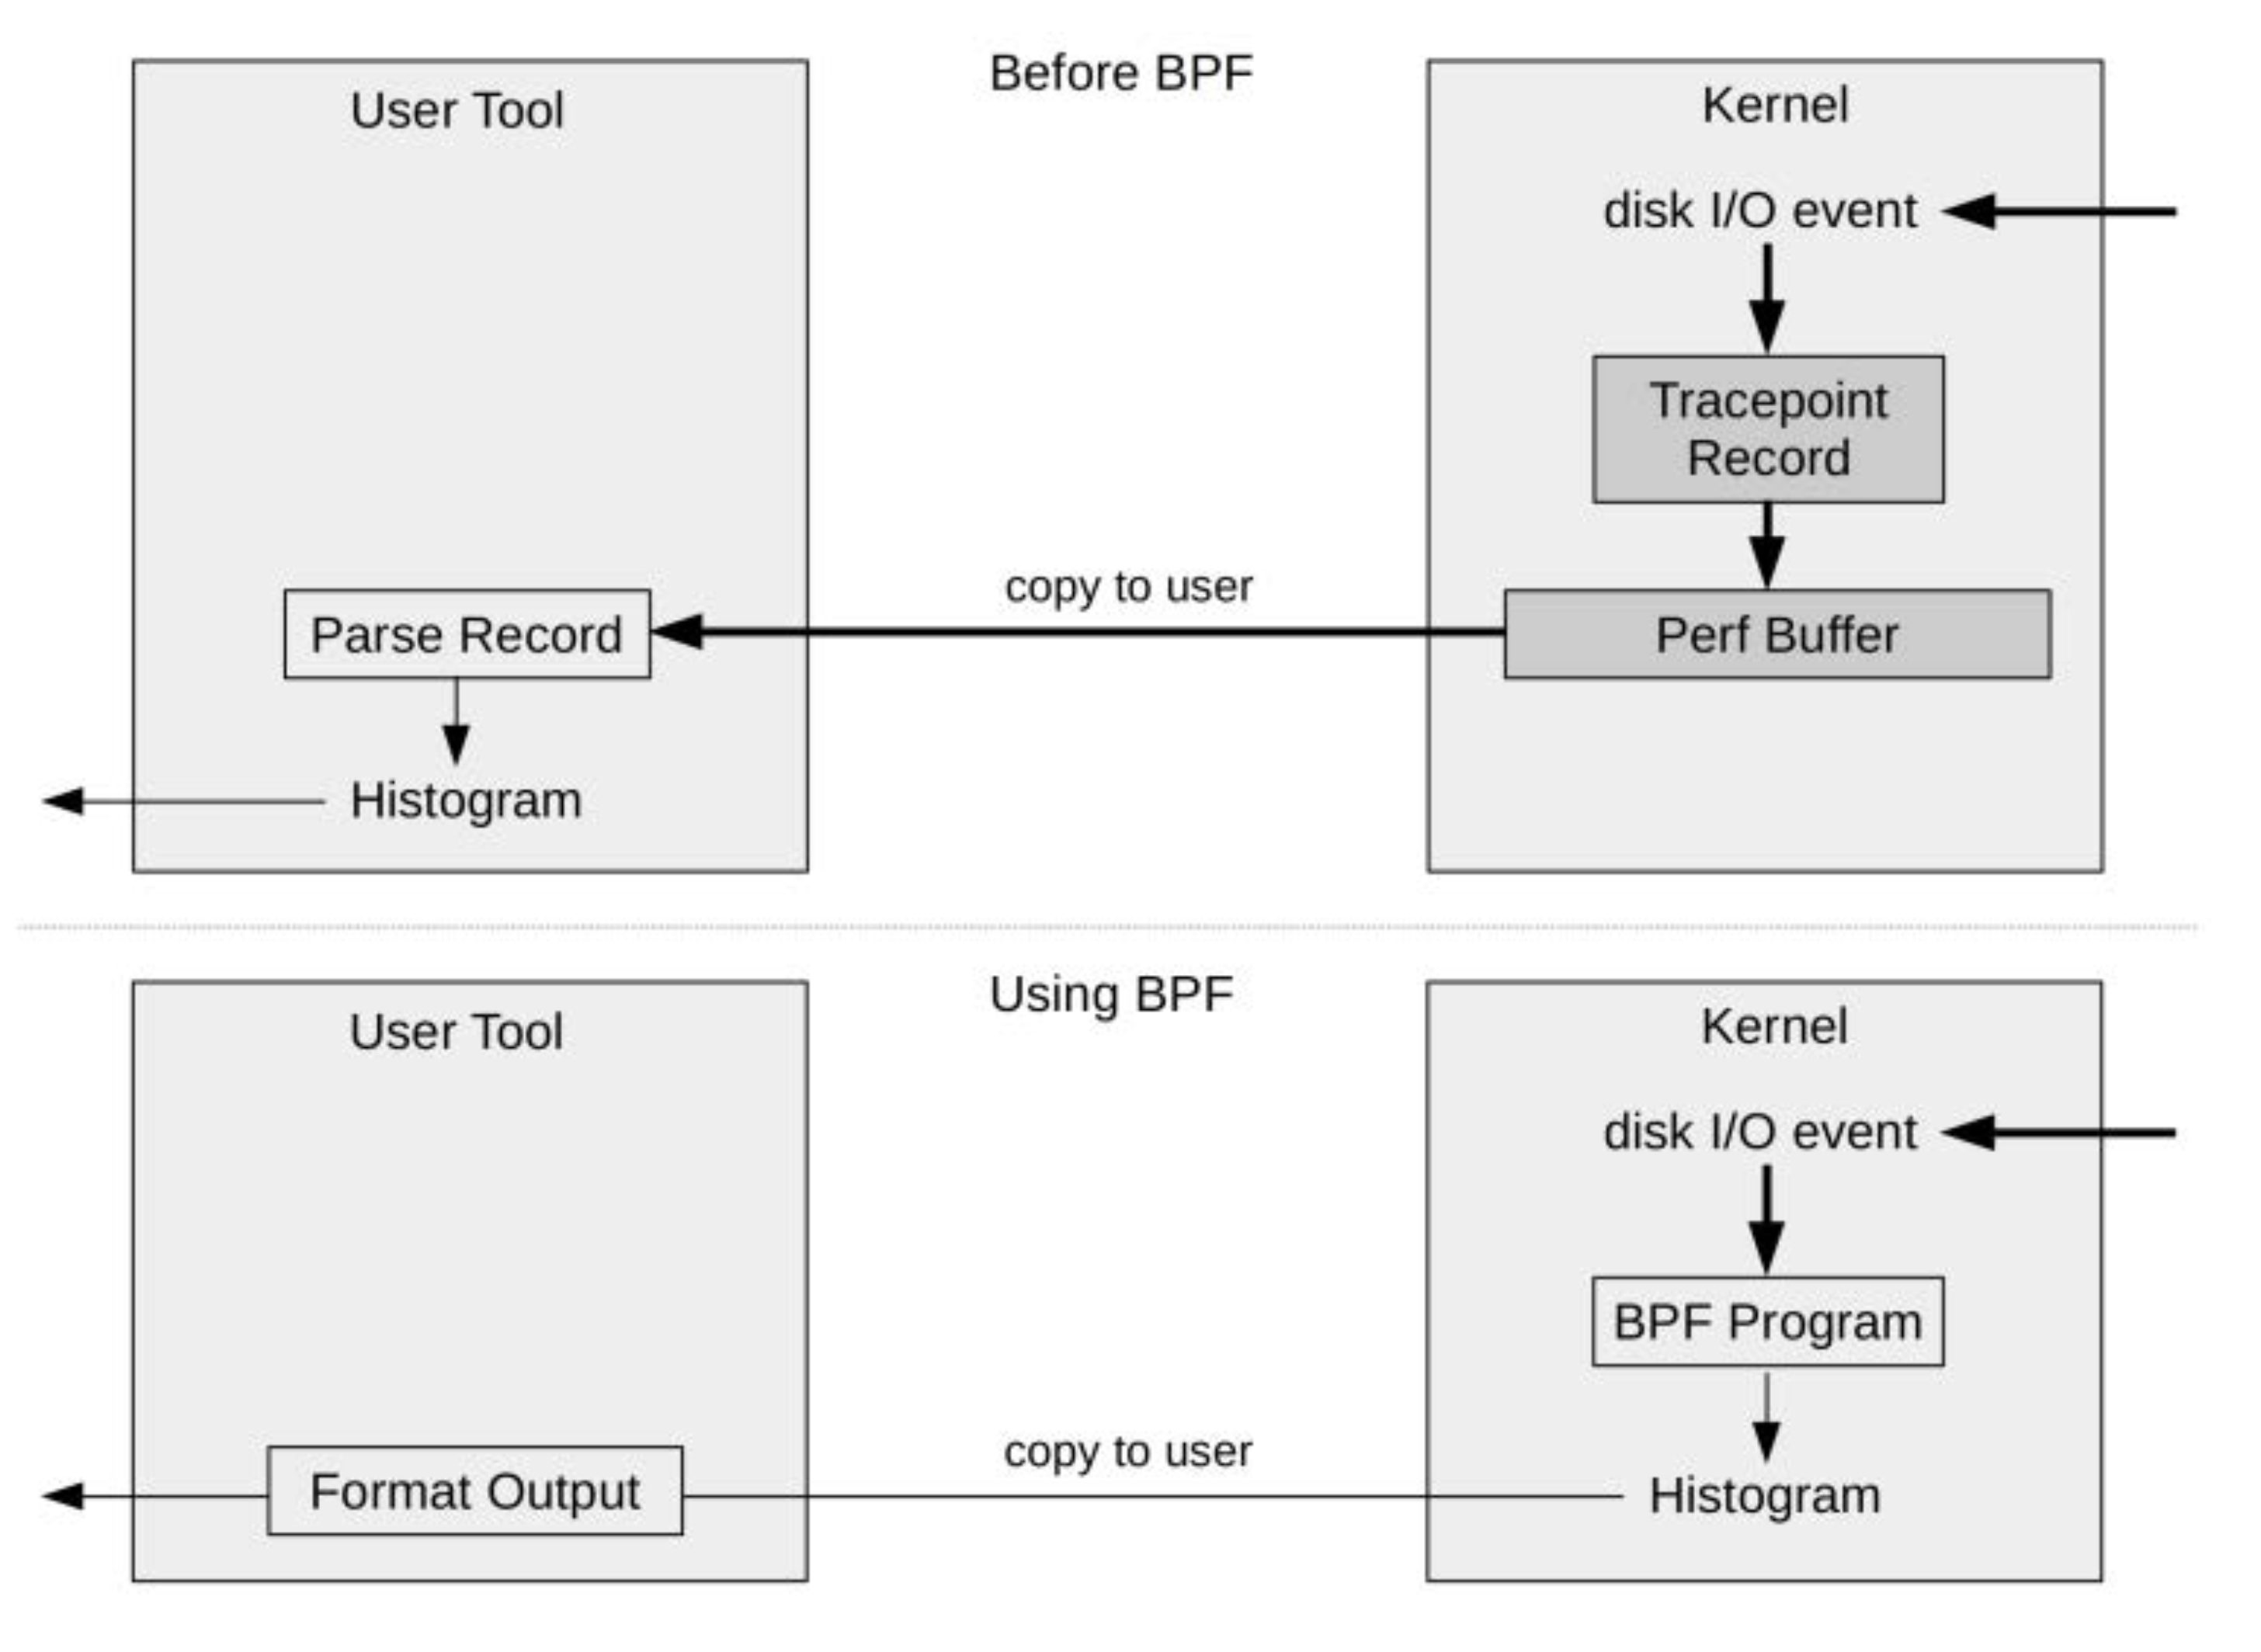 Before BPF
User Tool
Kernel
disk I/O event
Tracepoint
Record
copy to user
Parse Record
Perf Buffer
Histogram
Using BPF
User Tool
Kernel
disk I/O event
BPF Program
copy to user
Format Output
Histogram